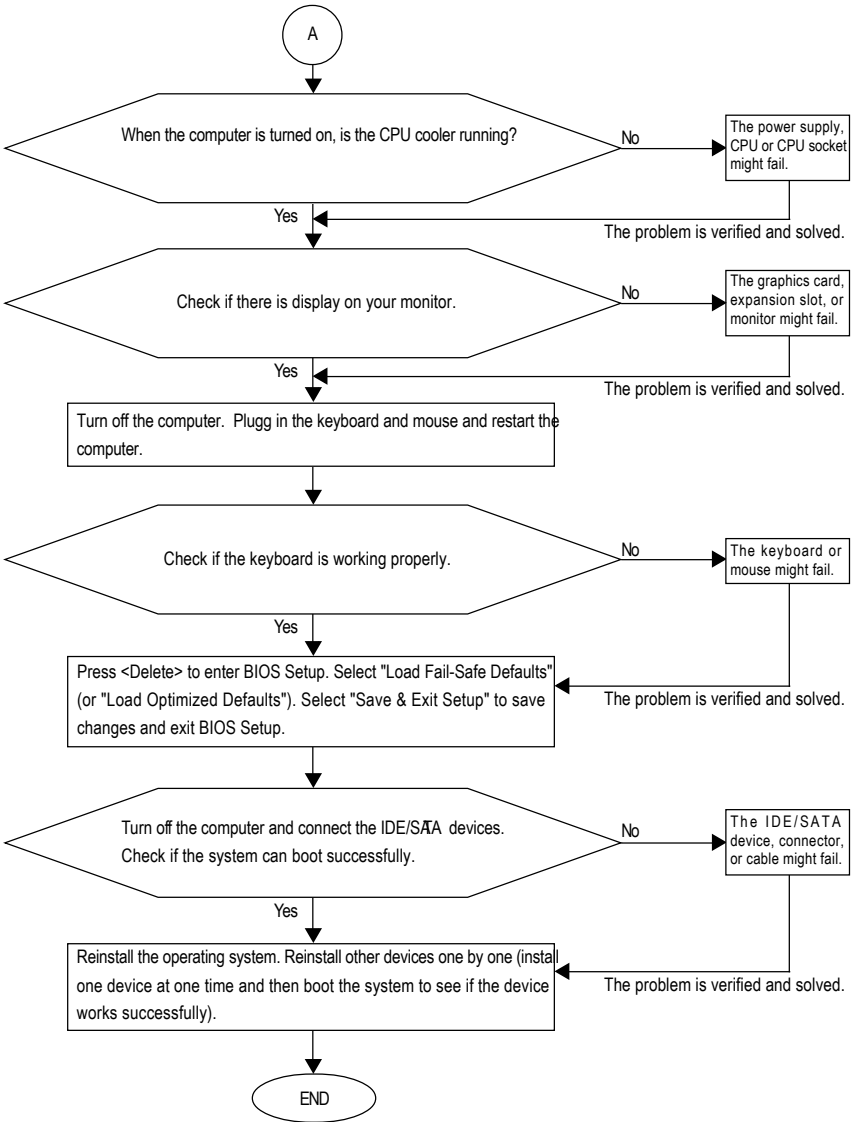 A
When the computer is turned on, is the CPU cooler running?
No
The power supply,
CPU or CPU socket
might fail.
Yes
The problem is verified and solved.
Check if there is display on your monitor.
No
The graphics card,
expansion slot, or
monitor might fail.
Yes
The problem is verified and solved.
Turn off the computer. Plugg in the keyboard and mouse and restart the
computer.
Check if the keyboard is working properly.
No
The keyboard or
mouse might fail.
Yes
Press <Delete> to enter BIOS Setup. Select "Load Fail-Safe Defaults"
(or "Load Optimized Defaults"). Select "Save & Exit Setup" to save
changes and exit BIOS Setup.
The problem is verified and solved.
Turn off the computer and connect the IDE/SATA devices.
Check if the system can boot successfully.
No
The IDE/SATA
device, connector,
or cable might fail.
Yes
Reinstall the operating system. Reinstall other devices one by one (install
one device at one time and then boot the system to see if the device
works successfully).
The problem is verified and solved.
END